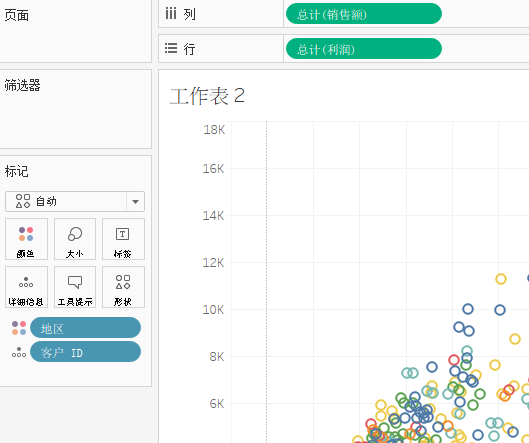 页面
列
总计(销售额)
行
总计(利润)
筛选器
工作表 2
标记
自动
颜色
大小
标签
详细信息
工具提示
形状
地区
客户 ID
18K
16K
14K
12K
10K
8K
6K